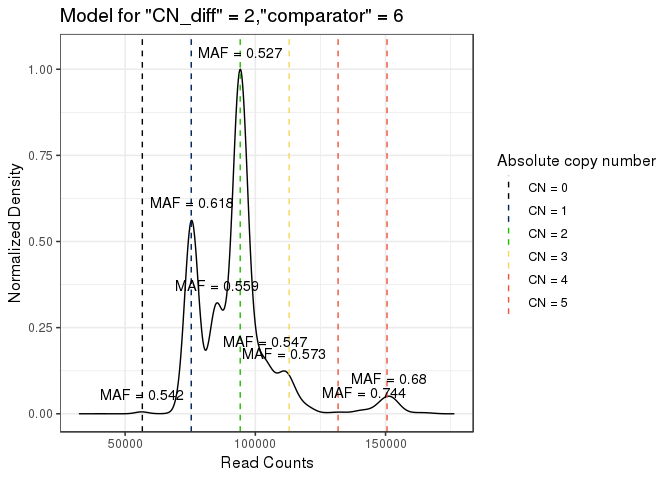 Model for "CN_diff" = 2,"comparator" = 6
MAF = 0.527
1.00
0.75
MAF = 0.618
0.50
MAF = 0.559
0.25
MAF = 0.547
MAF = 0.573
MAF = 0.68
MAF = 0.744
MAF = 0.542
0.00
Normalized Density
50000
100000
150000
Read Counts
Absolute copy number
CN = 0
CN = 1
CN = 2
CN = 3
CN = 4
CN = 5